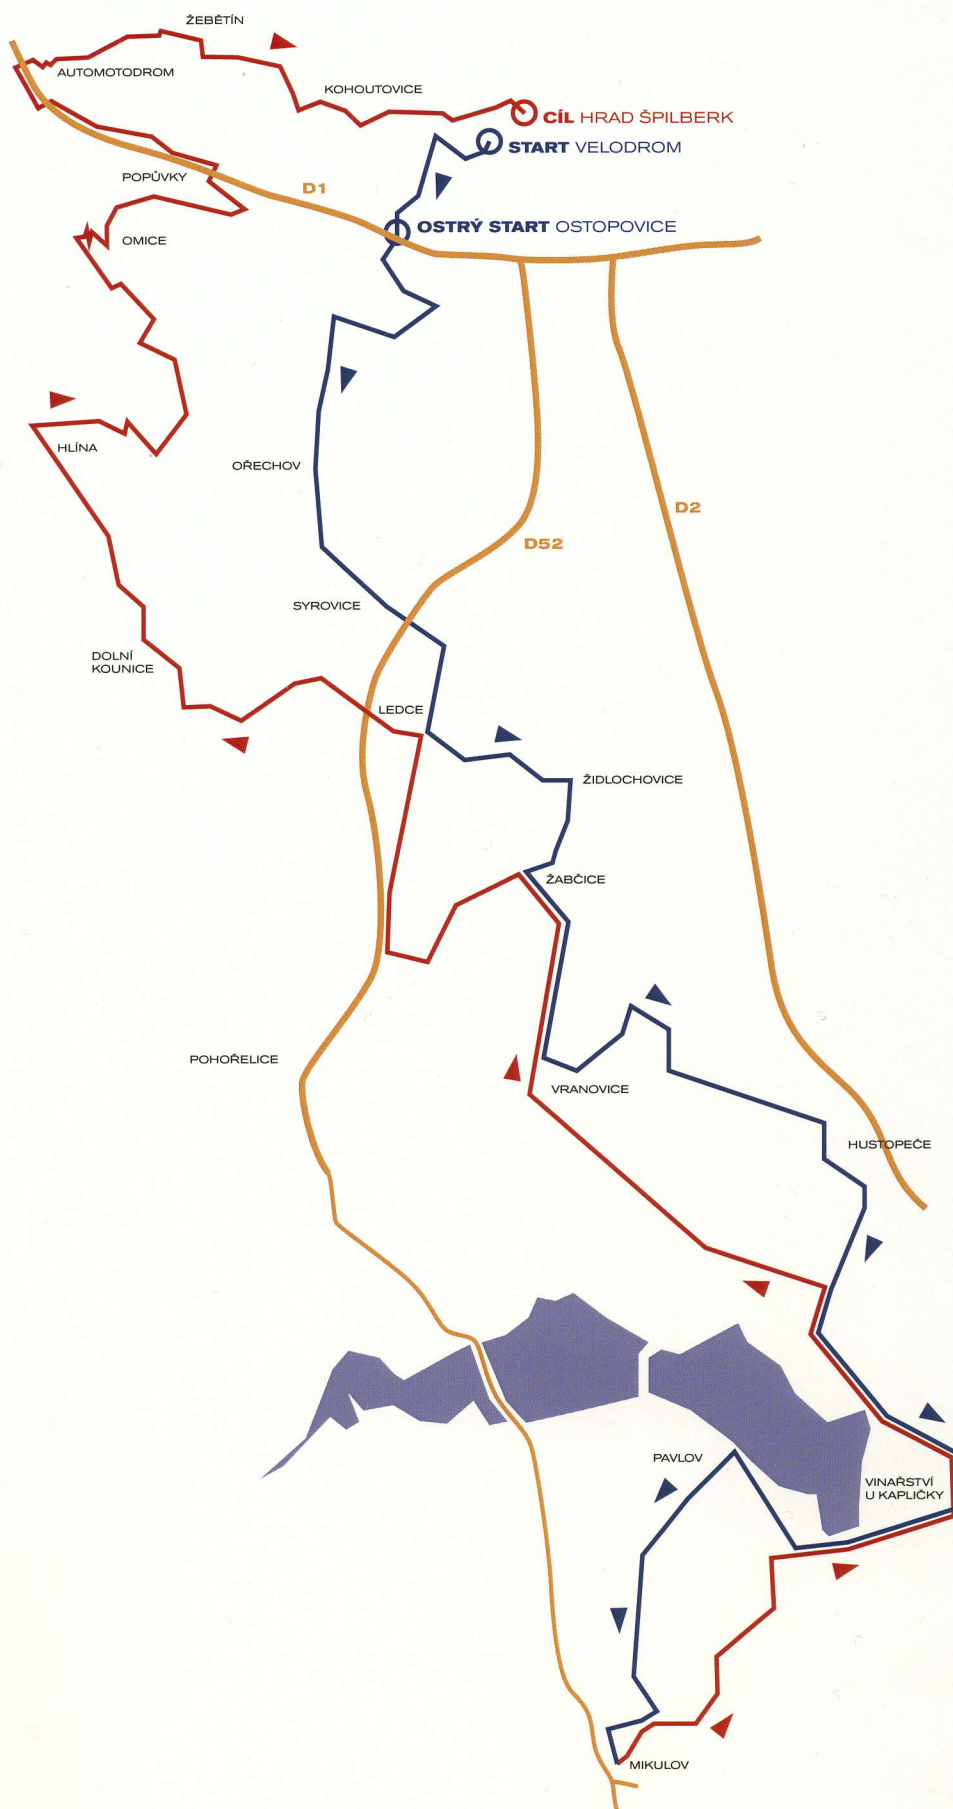 ŽEBĚTÍN
AUTOMOTODROM
KOHOUTOVICE
CÍL HRAD ŠPILBERK
START VELODROM
POPŮVKY
D1
OSTRÝ START OSTOPOVICE
OMICE
HLÍNA
OŘECHOV
D2
D52
SYROVICE
DOLNÍ
KOUNICE
LEDCE
ŽIDLOCHOVICE
ŽABČICE
POHOŘELICE
VRANOVICE
HUSTOPEČE
PAVLOV
VINAŘSTVÍ
U KAPLIČKY
MIKULOV